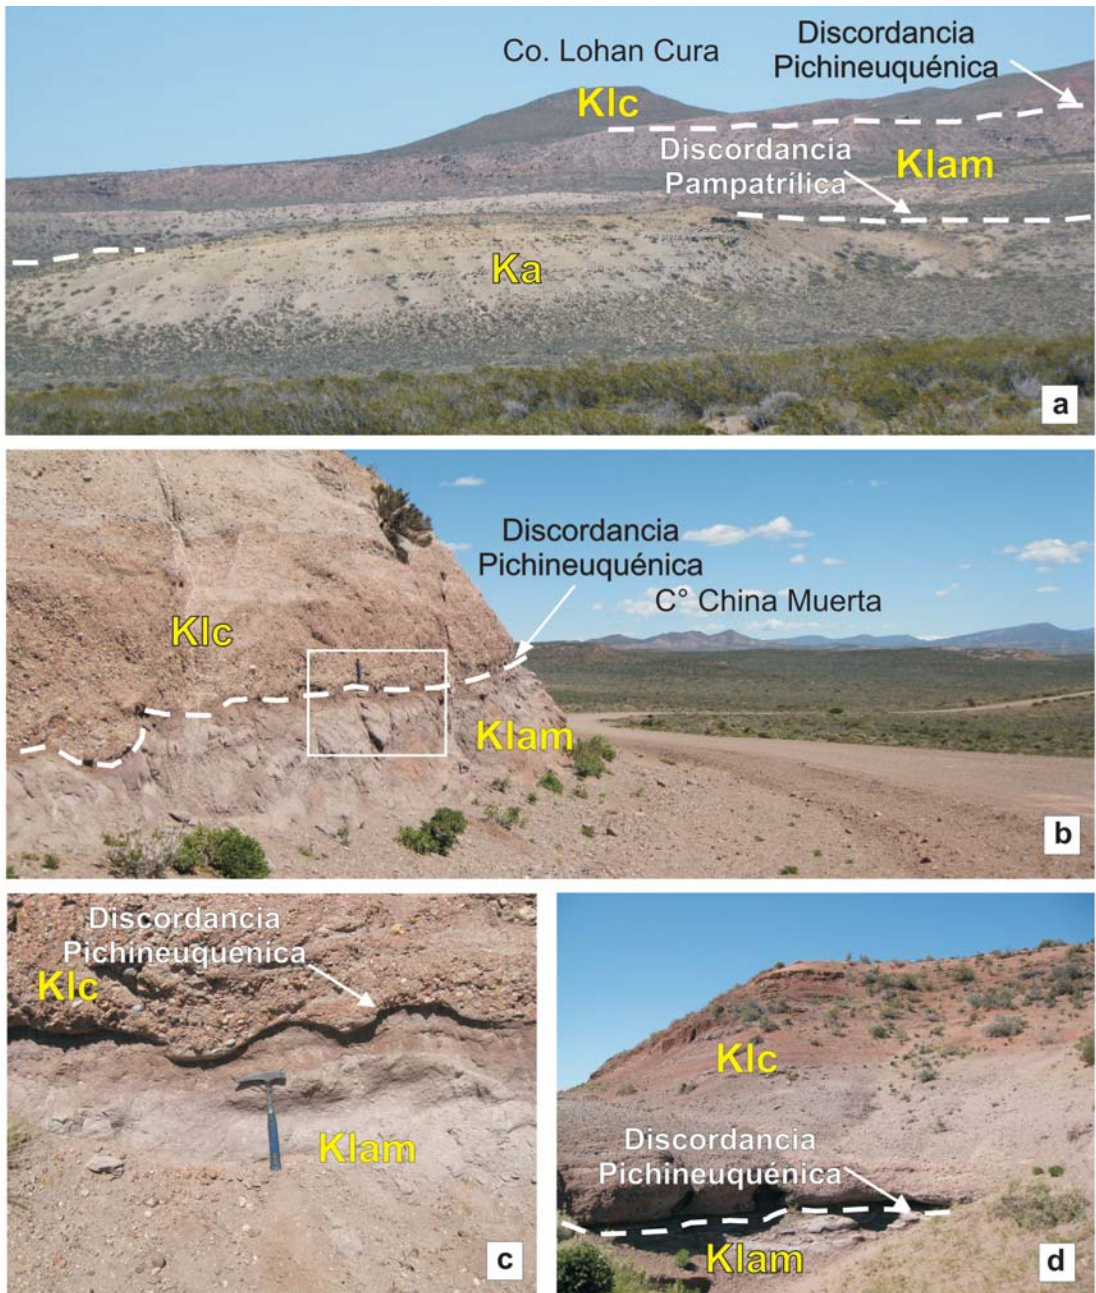 Co. Lohan Cura
Discordancia
Pichineuquénica
Klc
Discordancia
Pampatrílica
Klam
Ka
a
Discordancia
Pichineuquénica
C° China Muerta
Klc
Klam
b
Discordancia
Pichineuquénica
Klc
Klam
c
Klc
Discordancia
Pichineuquénica
Klam
d